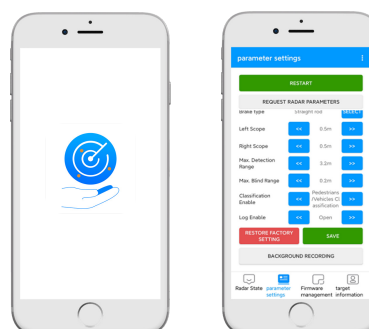 parameter settings
RESTART
REQUEST RADAR PARAMETERS
Brake type Straight rod SELECT
Left Scope << 0.5m >>
Right Scope << 0.5m >>
Max. Detection
Range << 3.2m >>
Max. Blind Range << 0.2m >>
Classification
Enable << Pedestrians
/Vehicles Cl
assification >>
Log Enable << Open >>
RESTORE FACTORY
SETTING
SAVE
BACKGROUND RECORDING
Radar State parameter
settings
Firmware
management
target
information